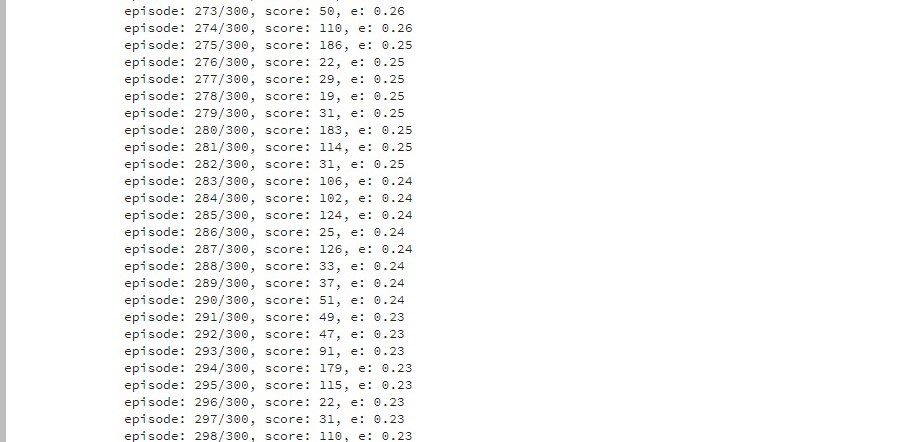 episode: 273/300, score: 50, e: 0.26
episode: 274/300, score: 110, e: 0.26
episode: 275/300, score: 186, e: 0.25
episode: 276/300, score: 22, e: 0.25
episode: 277/300, score: 29, e: 0.25
episode: 278/300, score: 19, e: 0.25
episode: 279/300, score: 31, e: 0.25
episode: 280/300, score: 183, e: 0.25
episode: 281/300, score: 114, e: 0.25
episode: 282/300, score: 31, e: 0.25
episode: 283/300, score: 106, e: 0.24
episode: 284/300, score: 102, e: 0.24
episode: 285/300, score: 124, e: 0.24
episode: 286/300, score: 25, e: 0.24
episode: 287/300, score: 126, e: 0.24
episode: 288/300, score: 33, e: 0.24
episode: 289/300, score: 37, e: 0.24
episode: 290/300, score: 51, e: 0.24
episode: 291/300, score: 49, e: 0.23
episode: 292/300, score: 47, e: 0.23
episode: 293/300, score: 91, e: 0.23
episode: 294/300, score: 179, e: 0.23
episode: 295/300, score: 115, e: 0.23
episode: 296/300, score: 22, e: 0.23
episode: 297/300, score: 31, e: 0.23
episode: 298/300, score: 110, e: 0.23